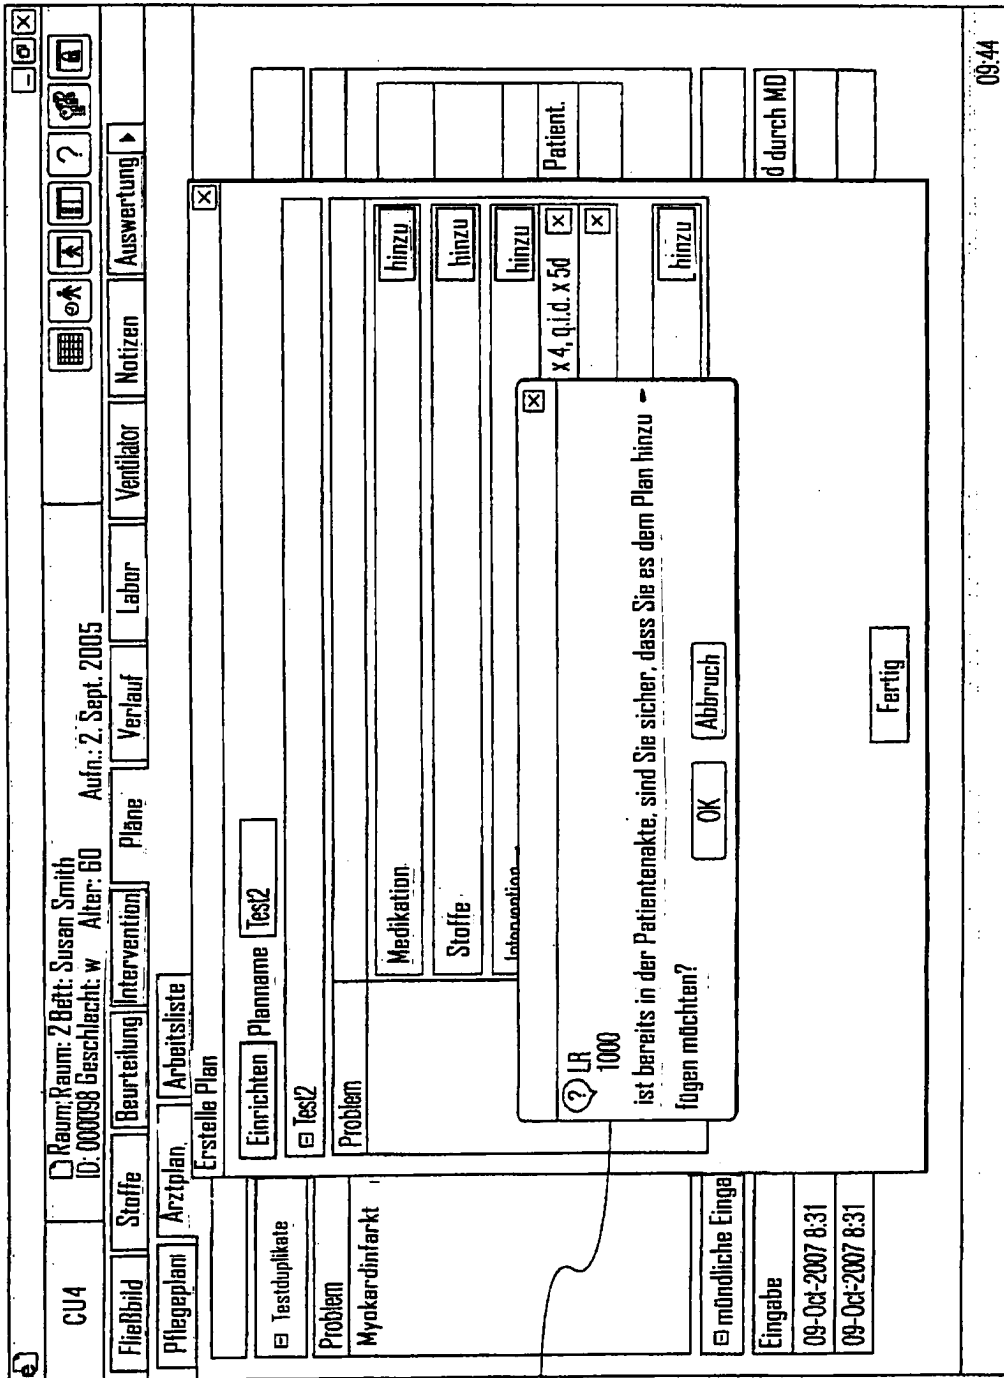 e
CU4
Raum;Raum: 2 Bett: Susan Smith
ID: 000098 Geschlecht: w Alter: 60 Aufn.: 2. Sept. 2005
?
Fließbild Stoffe Beurteilung Intervention Pläne Verlauf Labor Ventilator Notizen Auswertung
Pflegeplan Arztplan Arbeitsliste
Erstelle Plan
Einrichten Planname Test2
Testduplikate
Test2
Problem
Problem
Myokardinfarkt
Medikation hinzu
Stoffe hinzu
Intervention hinzu
x 4, q.i.d. x 5d
Patient.
hinzu
? LR
1000
ist bereits in der Patientenakte, sind Sie sicher, dass Sie es dem Plan hinzu
fügen möchten?
OK Abbruch
mündliche Einga
Eingabe
d durch MD
09-Oct-2007 8:31
09-Oct-2007 8:31
Fertig
09:44